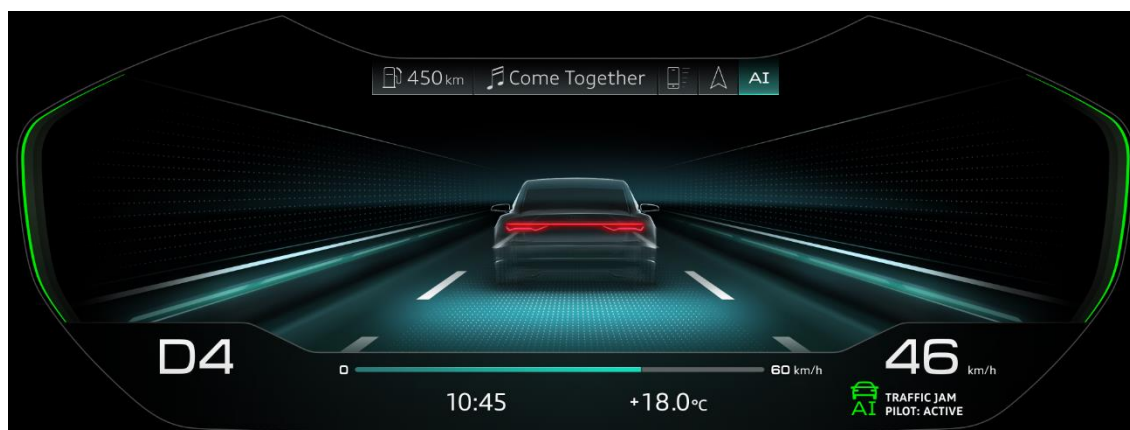 450 km Come Together AI
D4
0 60 km/h
46 km/h
10:45 +18.0°C
AI TRAFFIC JAM
PILOT: ACTIVE